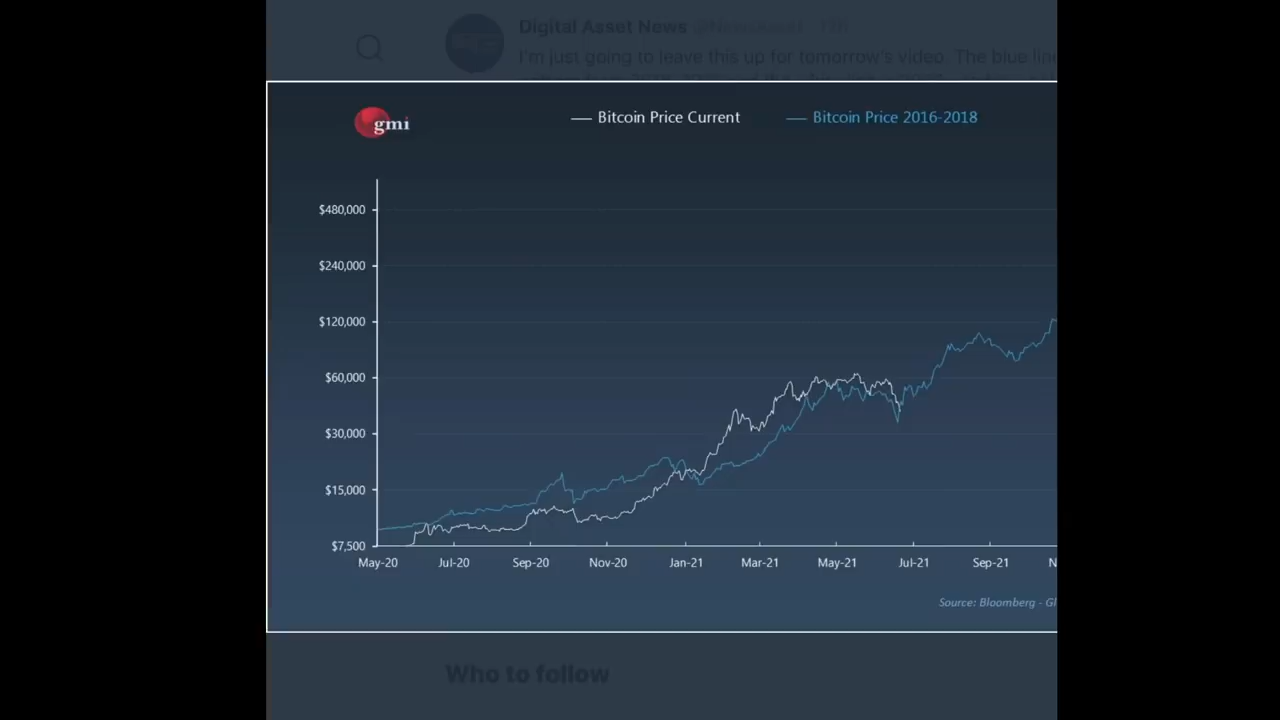 Digital Asset News
I'm just going to leave this up for tomorrow's video. The blue line
gmi
Bitcoin Price Current
Bitcoin Price 2016-2018
$480,000
$240,000
$120,000
$60,000
$30,000
$15,000
$7,500
May-20 Jul-20 Sep-20 Nov-20 Jan-21 Mar-21 May-21 Jul-21 Sep-21 N
Source: Bloomberg - Gl
Who to follow